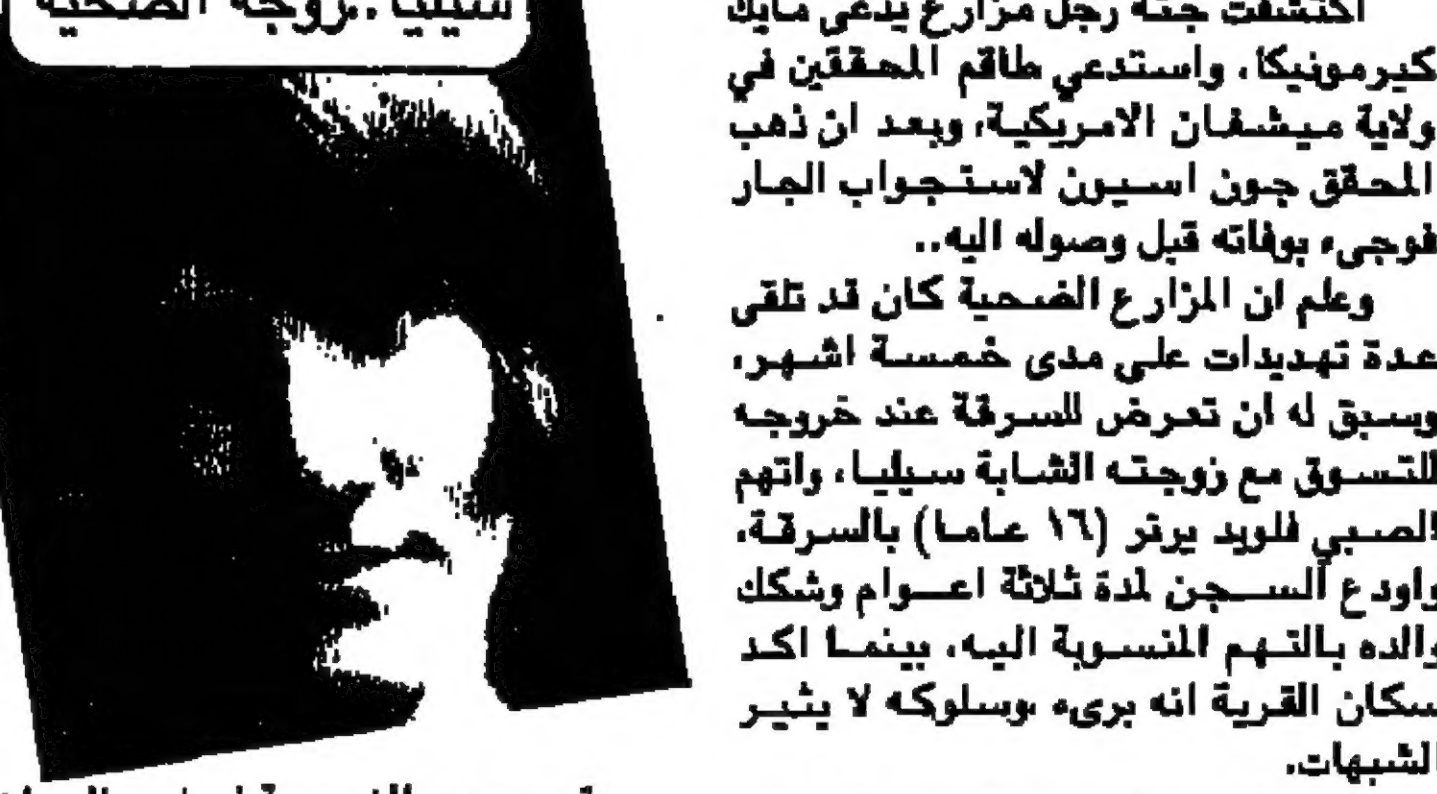 سيليا..زوجة الضحية
اكتشفت جثة رجل مزارع يدعى مايك
كيرمونيكا، واستدعي طاقم المحققين في
ولاية ميشغان الامريكية، وبعد ان ذهب
المحقق جون اسيون لاستجواب الجار
فوجىء بوفاته قبل وصوله اليه..
وعلم ان المزارع الضحية كان قد تلقى
عدة تهديدات على مدى خمسة اشهر،
وسبق له ان تعرض للسرقة عند خروجه
للتسوق مع زوجته الشابة سيليا، واتهم
الصبي فلويد يرنر (١٦ عاما) بالسرقة،
واودع السجن لمدة ثلاثة اعوام وشكك
والده بالتهم المنسوبة اليه، بينما اكد
سكان القرية انه برىء ،وسلوكه لا يثير
الشبهات.